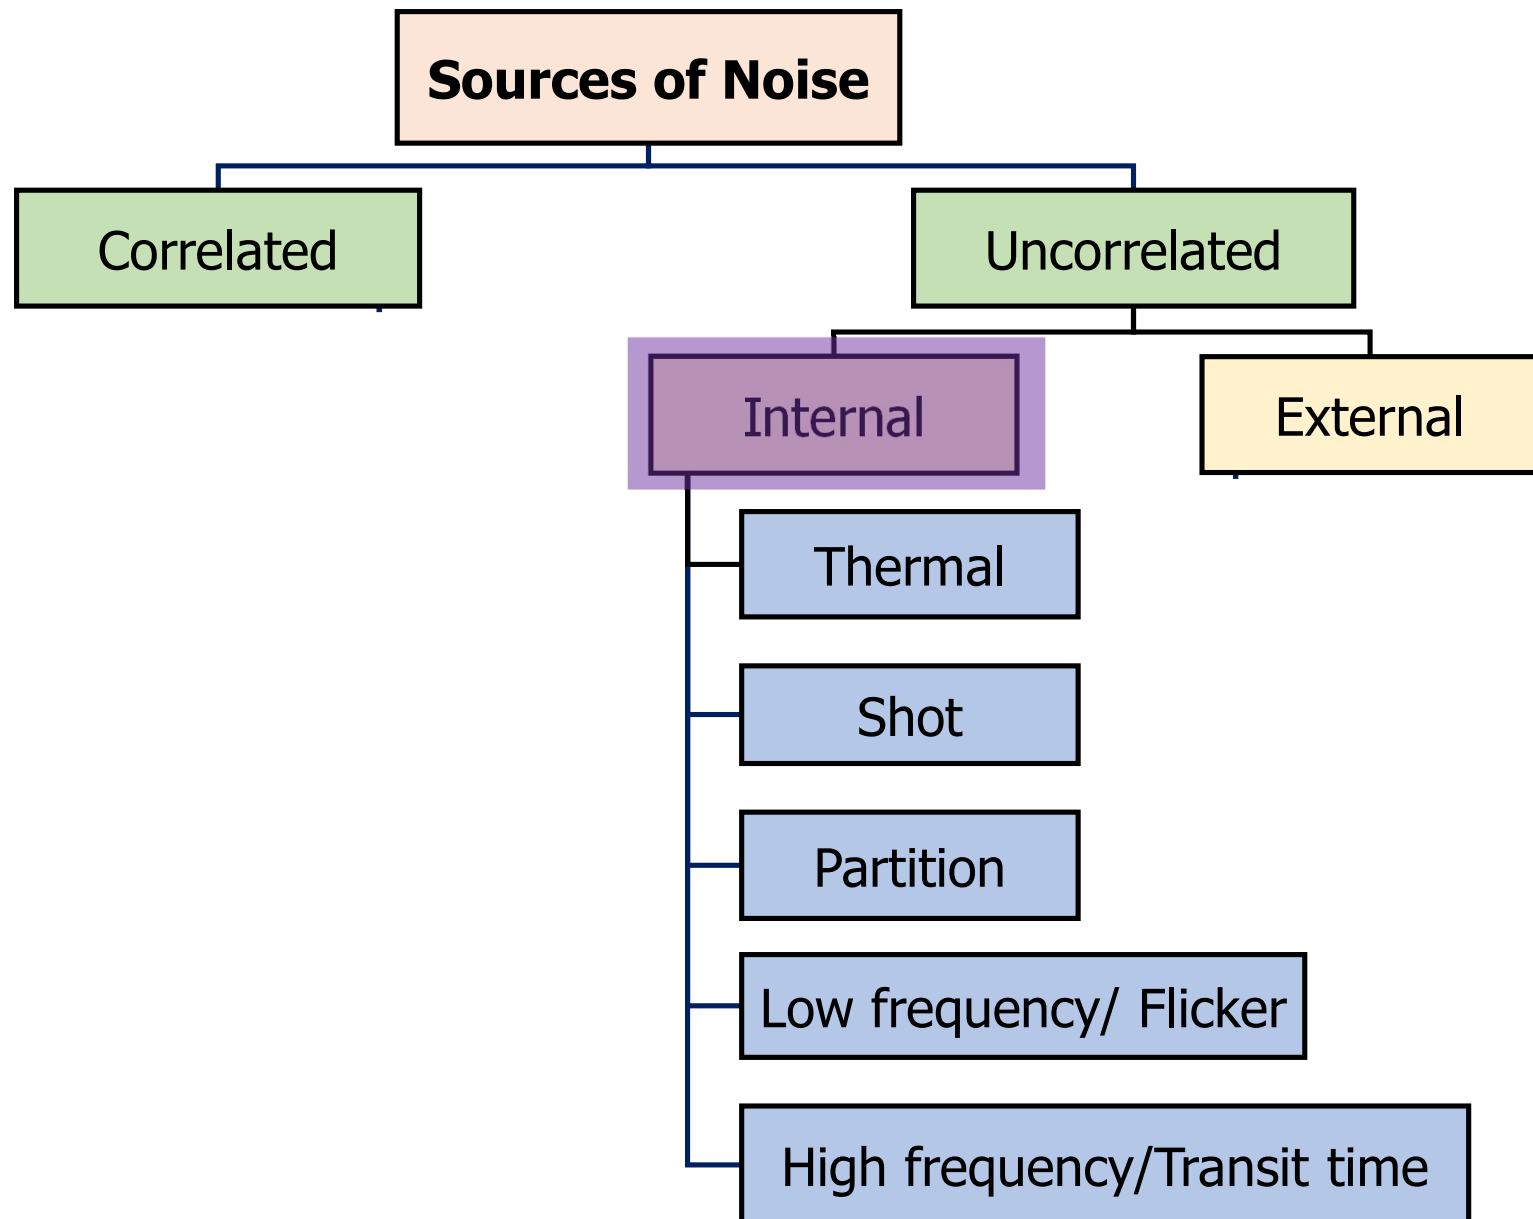 Sources of Noise
Correlated
Uncorrelated
Internal
External
Thermal
Shot
Partition
Low frequency/ Flicker
High frequency/Transit time